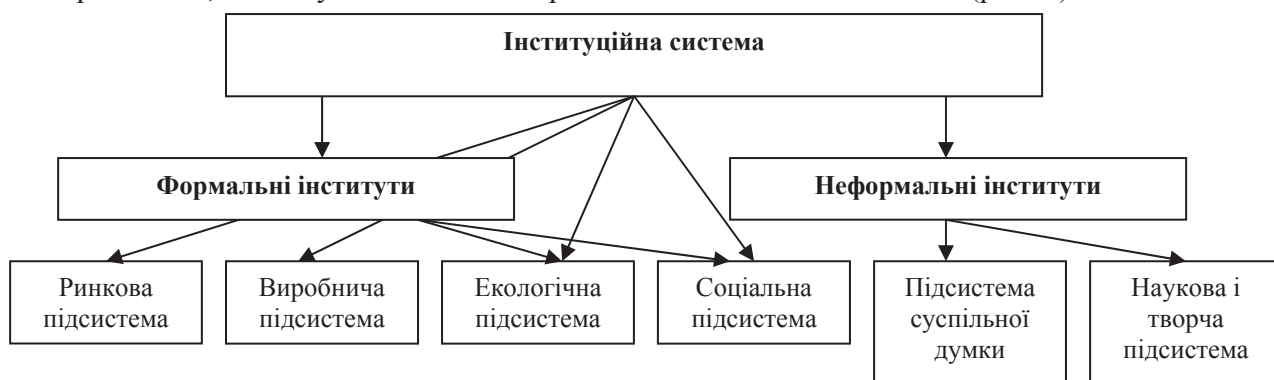 Інституційна система
Формальні інститути
Неформальні інститути
Ринкова
підсистема
Виробнича
підсистема
Екологічна
підсистема
Соціальна
підсистема
Підсистема
суспільної
думки
Наукова і
творча
підсистема